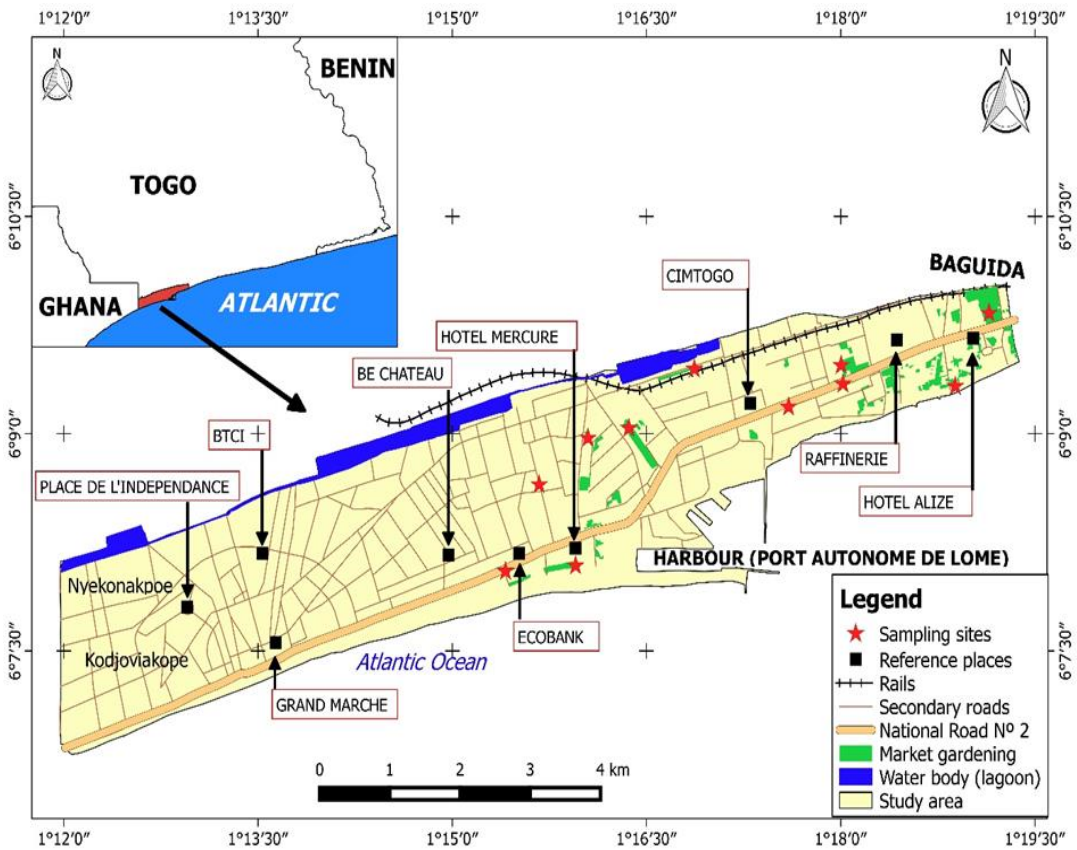 1°12'0" 1°13'30" 1°15'0" 1°16'30" 1°18'0" 1°19'30"
N
BENIN
TOGO
GHANA
ATLANTIC
N
6°10'30" 6°10'30"
BAGUIDA
CIMTOGO
HOTEL MERCURE
BE CHATEAU
BTCI
PLACE DE L'INDEPENDANCE
6°9'0" 6°9'0"
RAFFINERIE
HOTEL ALIZE
HARBOUR (PORT AUTONOME DE LOME)
Nyekonakpoe
Kodjoviakope
ECOBANK
Atlantic Ocean
GRAND MARCHE
6°7'30" 6°7'30"
0 1 2 3 4 km
Legend
Sampling sites
Reference places
Rails
Secondary roads
National Road Nº 2
Market gardening
Water body (lagoon)
Study area
1°12'0" 1°13'30" 1°15'0" 1°16'30" 1°18'0" 1°19'30"